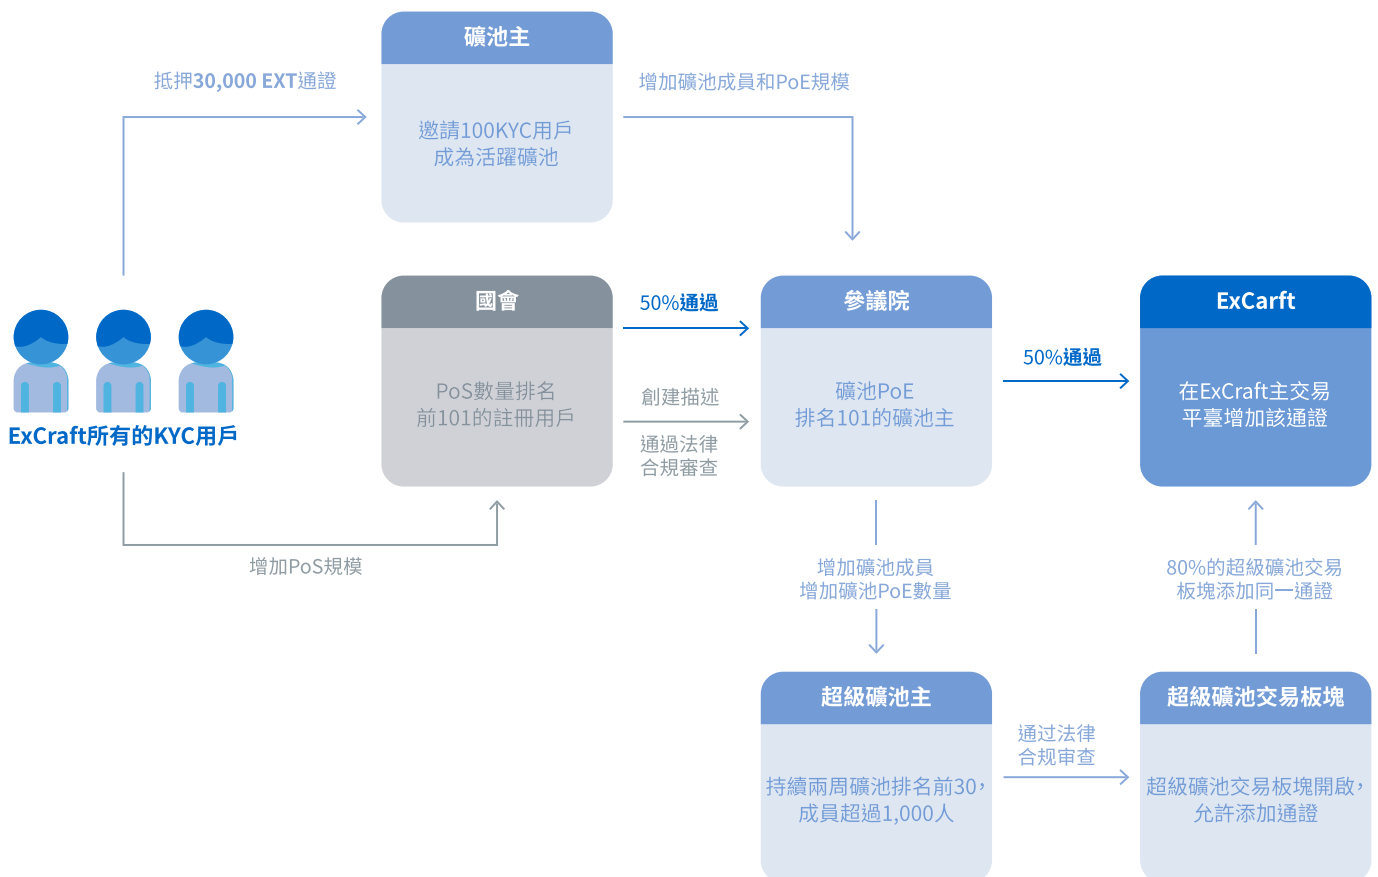 礦池主
抵押30,000 EXT通證
增加礦池成員和PoE規模
邀請100KYC用戶
成為活躍礦池
國會
50%通過
參議院
ExCarft
50%通過
PoS數量排名
前101的註冊用戶
創建描述
通過法律
合規審查
礦池PoE
排名101的礦池主
在ExCraft主交易
平臺增加該通證
ExCraft所有的KYC用戶
增加PoS規模
增加礦池成員
增加礦池PoE數量
80%的超級礦池交易
板塊添加同一通證
超級礦池主
超級礦池交易板塊
通过法律
合规审查
持續兩周礦池排名前30，
成員超過1,000人
超級礦池交易板塊開啟，
允許添加通證